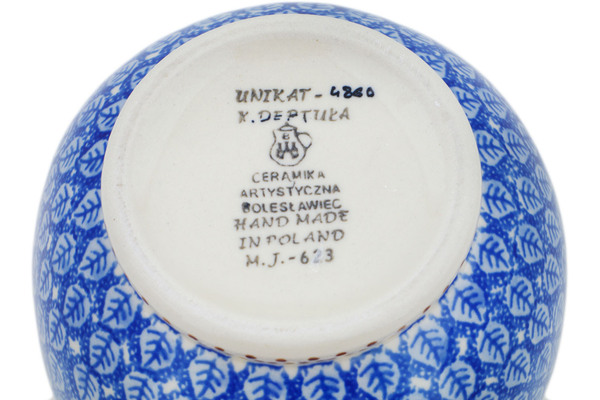 UNIKAT - 4860
K. DEPTUŁA
B
CERAMIKA
ARTYSTYCZNA
BOLESŁAWIEC
HAND MADE
IN POLAND
M.J.-623